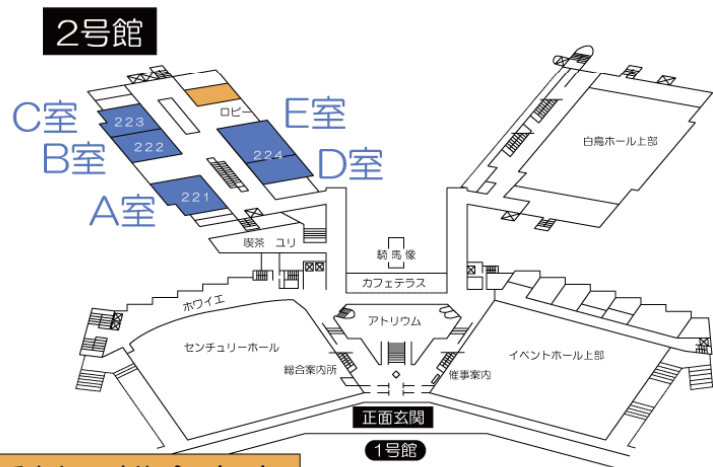 2号館
C室
223
B室
222
A室
221
ロビー
E室
224
D室
白鳥ホール上部
喫茶 ユリ
騎馬像
カフェテラス
ホワイエ
アトリウム
センチュリーホール
総合案内所
催事案内
イベントホール上部
正面玄関
1号館